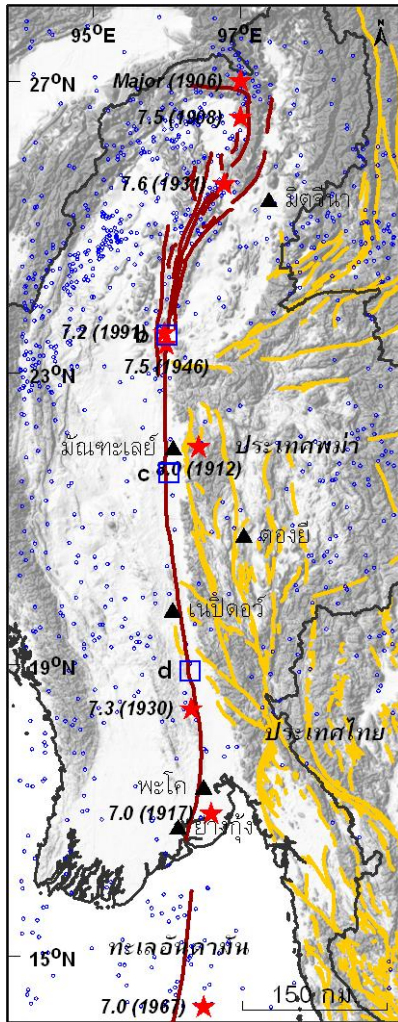 95°E
97°E
N
27°N
Major (1906)
7.5 (1908)
7.6 (1931)
มิตจีนา
7.2 (1991)
b
7.5 (1946)
23°N
มัณฑะเลย์
ประเทศพม่า
8.0 (1912)
c
ตองยี
เนปิดอว์
19°N
d
7.3 (1930)
ประเทศไทย
พะโค
7.0 (1917)
ย่างกุ้ง
ทะเลอันดามัน
15°N
150 กม.
7.0 (1967)